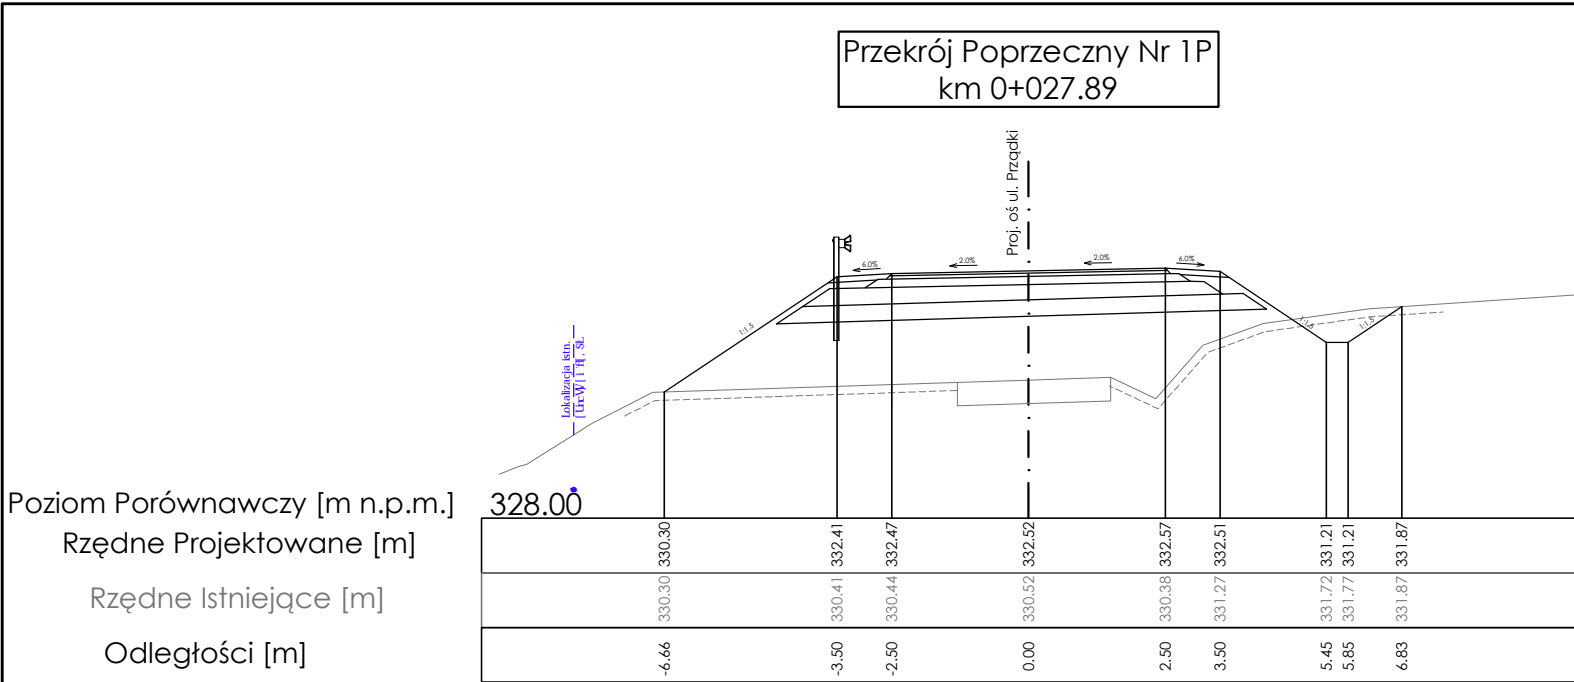 Przekrój Poprzeczny Nr 1P
km 0+027.89
Proj. oś ul. Prządki
6.0%
2.0%
2.0%
6.0%
1:1,5
1:1,5
1:1,5
Lokalizacja istn.
Poziom Porównawczy [m n.p.m.] 328.00
Rzędne Projektowane [m] 330.30 332.41 332.47 332.52 332.57 332.51 331.21 331.21 331.87
Rzędne Istniejące [m] 330.30 330.41 330.44 330.52 330.38 331.27 331.72 331.77 331.87
Odległości [m] -6.66 -3.50 -2.50 0.00 2.50 3.50 5.45 5.85 6.83